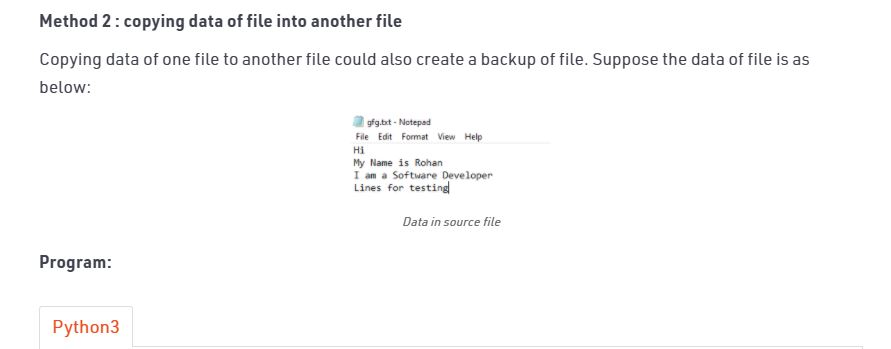 Method 2 : copying data of file into another file
Copying data of one file to another file could also create a backup of file. Suppose the data of file is as
below:
gfg.txt - Notepad
File Edit Format View Help
Hi
My Name is Rohan
I am a Software Developer
Lines for testing
Data in source file
Program:
Python3